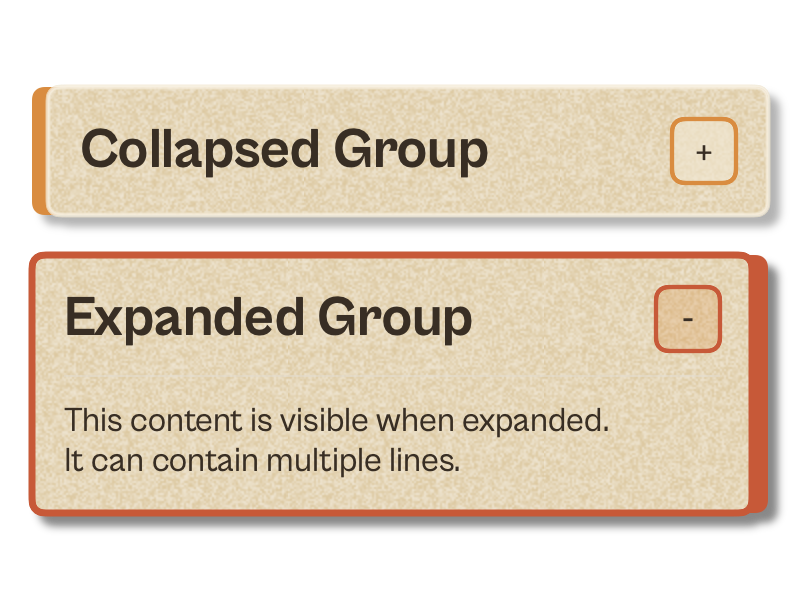 Collapsed Group
+
Expanded Group
-
This content is visible when expanded.
It can contain multiple lines.